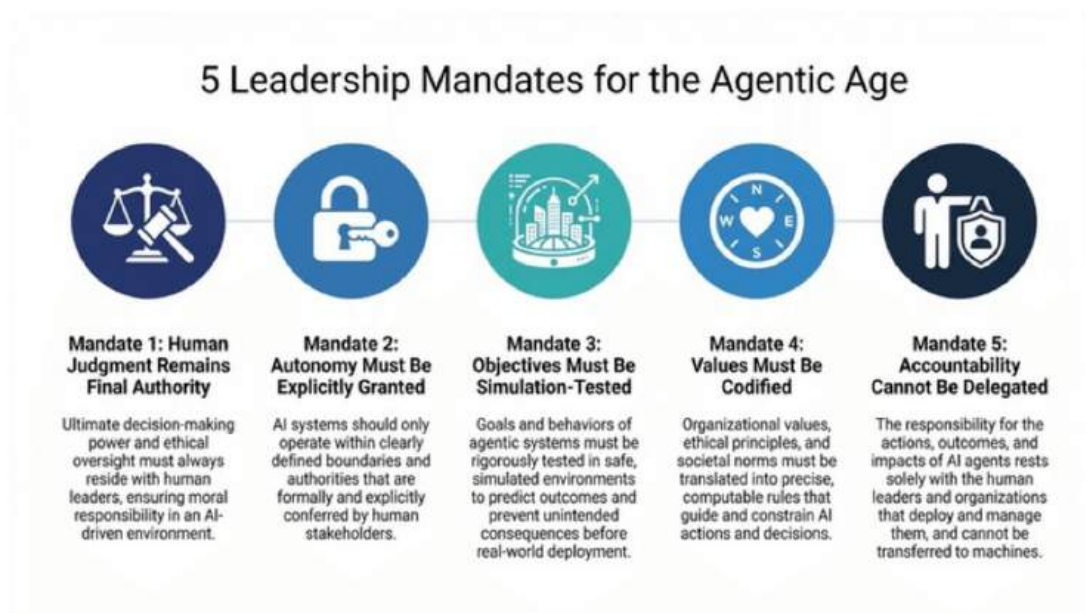 5 Leadership Mandates for the Agentic Age
N
W
E
S
Mandate 1: Human
Judgment Remains
Final Authority
Ultimate decision-making
power and ethical
oversight must always
reside with human
leaders, ensuring moral
responsibility in an AI-
driven environment.
Mandate 2:
Autonomy Must Be
Explicitly Granted
AI systems should only
operate within clearly
defined boundaries and
authorities that are
formally and explicitly
conferred by human
stakeholders.
Mandate 3:
Objectives Must Be
Simulation-Tested
Goals and behaviors of
agentic systems must be
rigorously tested in safe,
simulated environments
to predict outcomes and
prevent unintended
consequences before
real-world deployment.
Mandate 4:
Values Must Be
Codified
Organizational values,
ethical principles, and
societal norms must be
translated into precise,
computable rules that
guide and constrain AI
actions and decisions.
Mandate 5:
Accountability
Cannot Be Delegated
The responsibility for the
actions, outcomes, and
impacts of AI agents rests
solely with the human
leaders and organizations
that deploy and manage
them, and cannot be
transferred to machines.